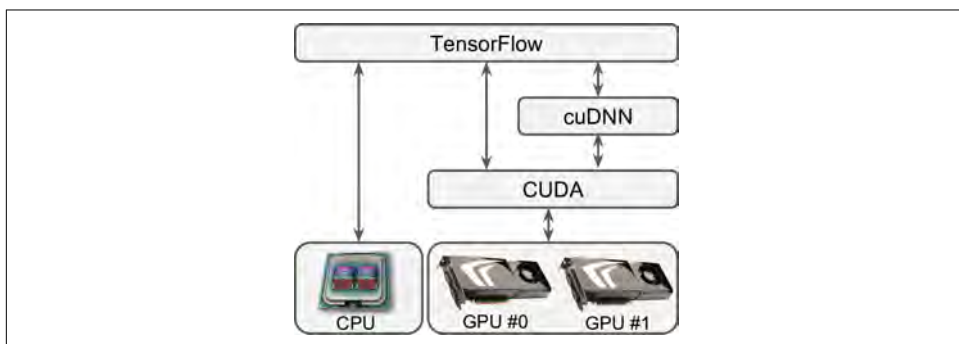 TensorFlow
cuDNN
CUDA
CPU
GPU #0
GPU #1